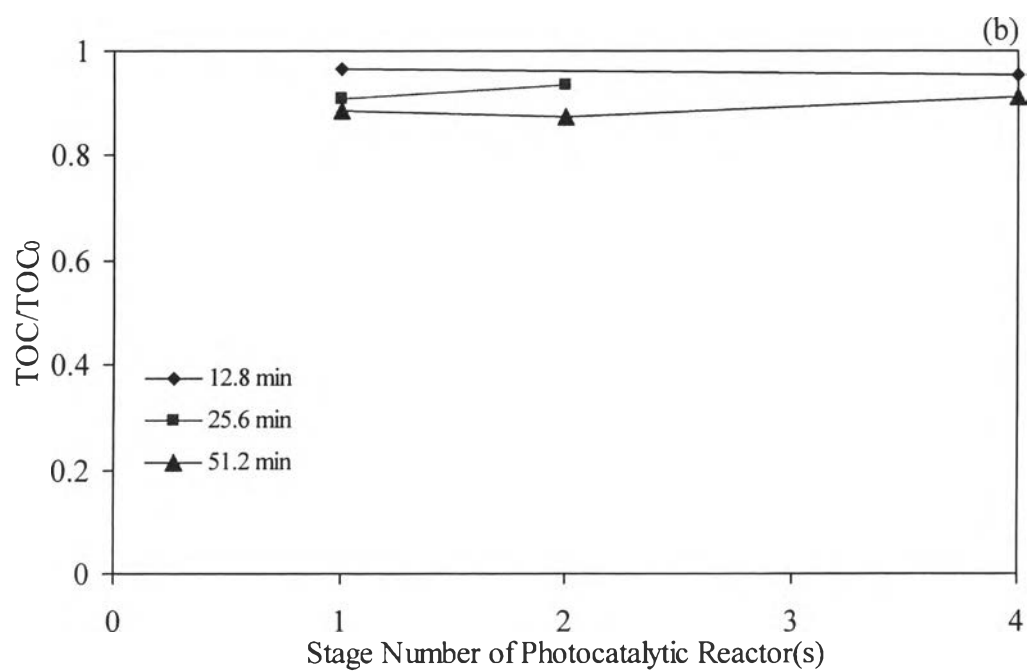 (b)
1
0.8
0.6
0.4
0.2
0
TOC/TOC₀
12.8 min
25.6 min
51.2 min
0 1 2 3 4
Stage Number of Photocatalytic Reactor(s)